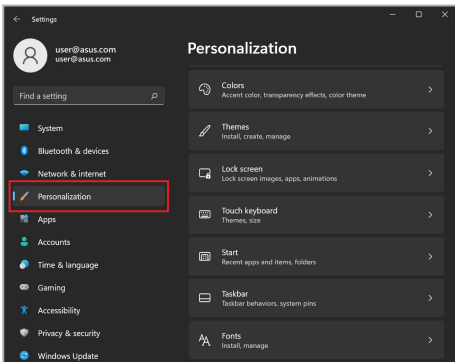 Settings
user@asus.com
user@asus.com
Find a setting
System
Bluetooth & devices
Network & internet
Personalization
Apps
Accounts
Time & language
Gaming
Accessibility
Privacy & security
Windows Update
Personalization
Colors
Accent color, transparency effects, color theme
Themes
Install, create, manage
Lock screen
Lock screen images, apps, animations
Touch keyboard
Themes, size
Start
Recent apps and items, folders
Taskbar
Taskbar behaviors, system pins
Fonts
Install, manage